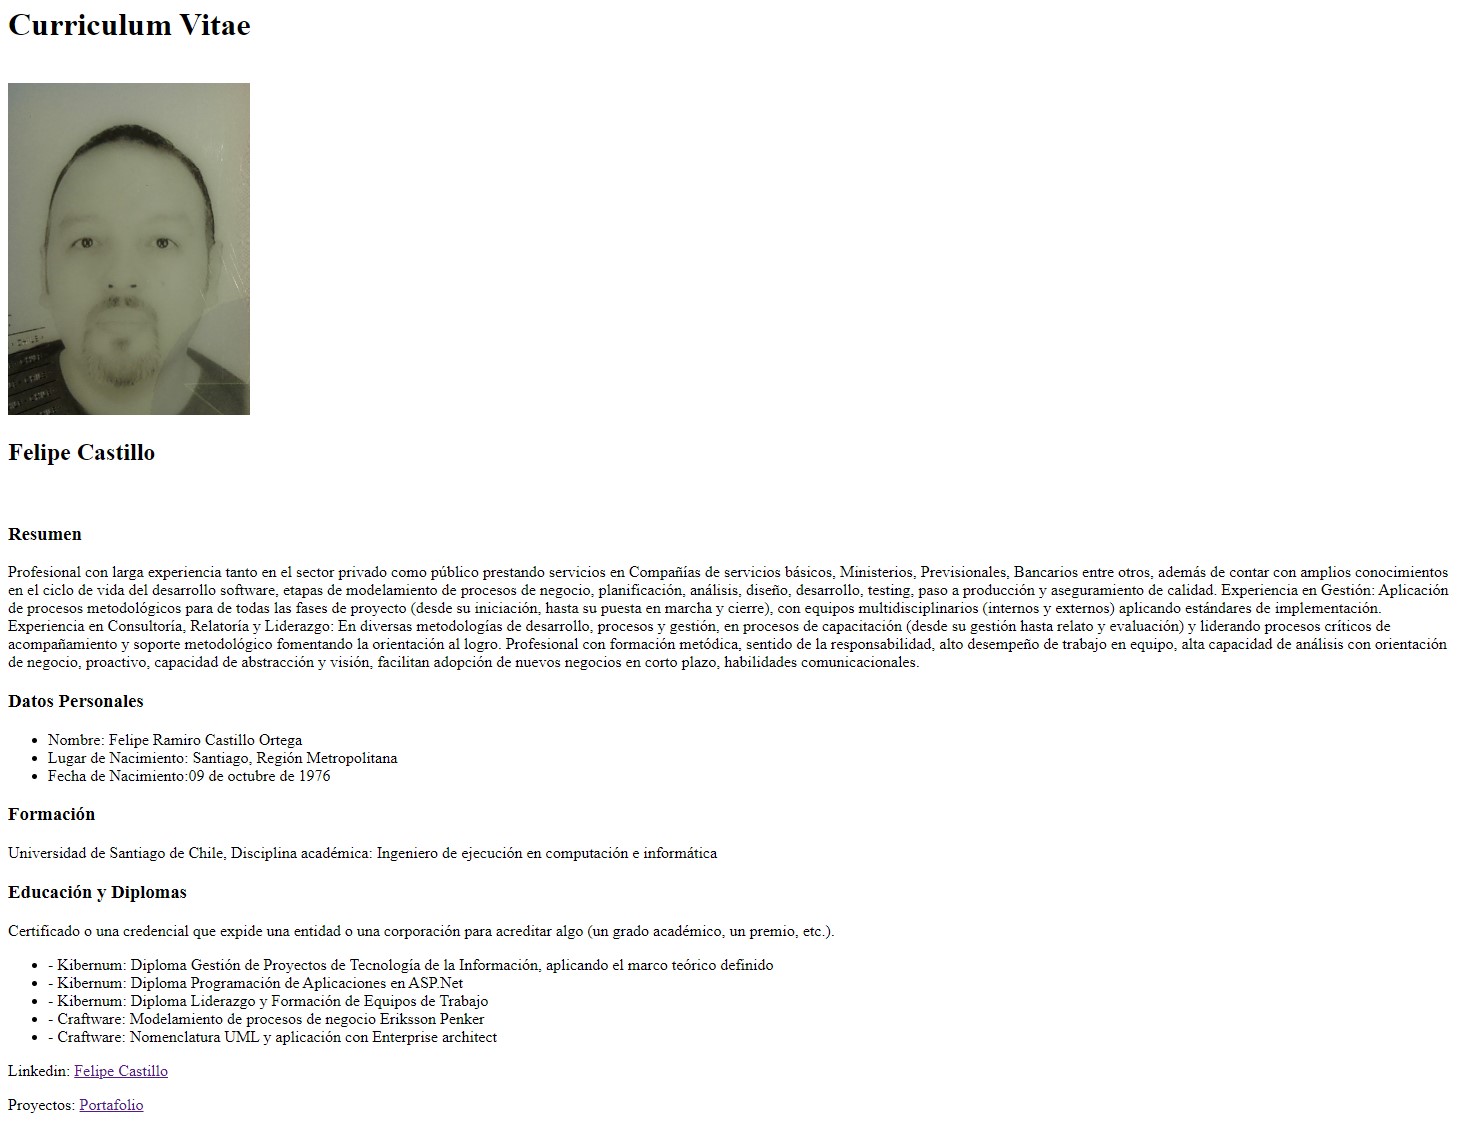 Curriculum Vitae
Felipe Castillo
Resumen
Profesional con larga experiencia tanto en el sector privado como público prestando servicios en Compañías de servicios básicos, Ministerios, Previsionales, Bancarios entre otros, además de contar con amplios conocimientos
en el ciclo de vida del desarrollo software, etapas de modelamiento de procesos de negocio, planificación, análisis, diseño, desarrollo, testing, paso a producción y aseguramiento de calidad. Experiencia en Gestión: Aplicación
de procesos metodológicos para de todas las fases de proyecto (desde su iniciación, hasta su puesta en marcha y cierre), con equipos multidisciplinarios (internos y externos) aplicando estándares de implementación.
Experiencia en Consultoría, Relatoría y Liderazgo: En diversas metodologías de desarrollo, procesos y gestión, en procesos de capacitación (desde su gestión hasta relato y evaluación) y liderando procesos críticos de
acompañamiento y soporte metodológico fomentando la orientación al logro. Profesional con formación metódica, sentido de la responsabilidad, alto desempeño de trabajo en equipo, alta capacidad de análisis con orientación
de negocio, proactivo, capacidad de abstracción y visión, facilitan adopción de nuevos negocios en corto plazo, habilidades comunicacionales.
Datos Personales
• Nombre: Felipe Ramiro Castillo Ortega
• Lugar de Nacimiento: Santiago, Región Metropolitana
• Fecha de Nacimiento:09 de octubre de 1976
Formación
Universidad de Santiago de Chile, Disciplina académica: Ingeniero de ejecución en computación e informática
Educación y Diplomas
Certificado o una credencial que expide una entidad o una corporación para acreditar algo (un grado académico, un premio, etc.).
• - Kibernum: Diploma Gestión de Proyectos de Tecnología de la Información, aplicando el marco teórico definido
• - Kibernum: Diploma Programación de Aplicaciones en ASP.Net
• - Kibernum: Diploma Liderazgo y Formación de Equipos de Trabajo
• - Craftware: Modelamiento de procesos de negocio Eriksson Penker
• - Craftware: Nomenclatura UML y aplicación con Enterprise architect
Linkedin: Felipe Castillo
Proyectos: Portafolio